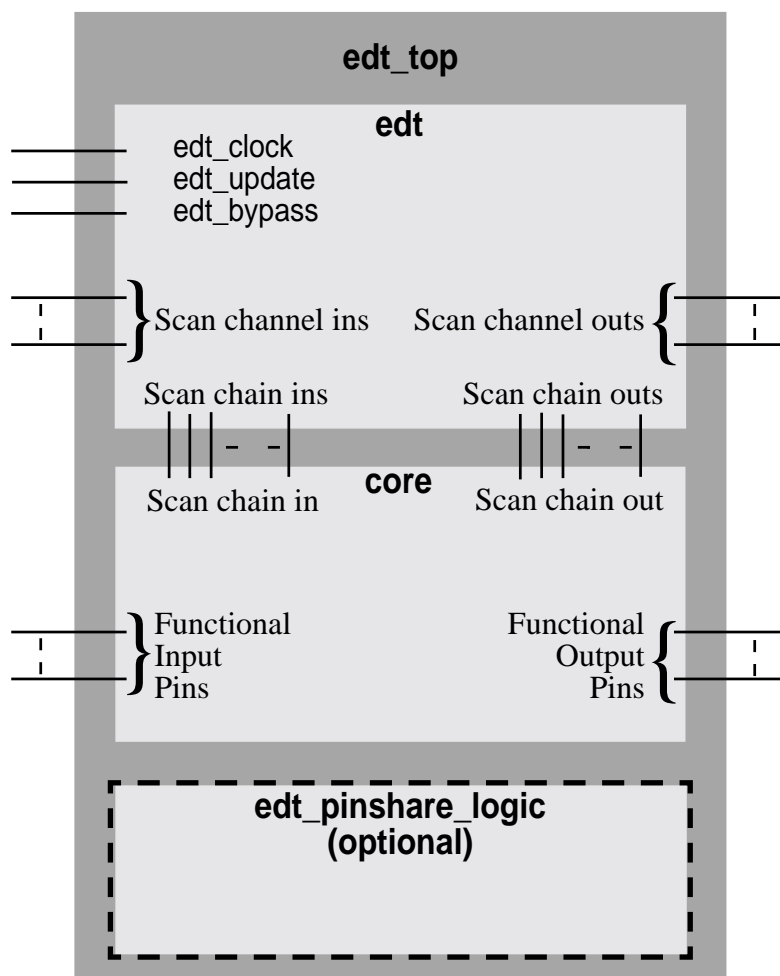 edt_top
edt
edt_clock
edt_update
edt_bypass
Scan channel ins
Scan channel outs
Scan chain ins
Scan chain outs
core
Scan chain in
Scan chain out
Functional
Input
Pins
Functional
Output
Pins
edt_pinshare_logic
(optional)